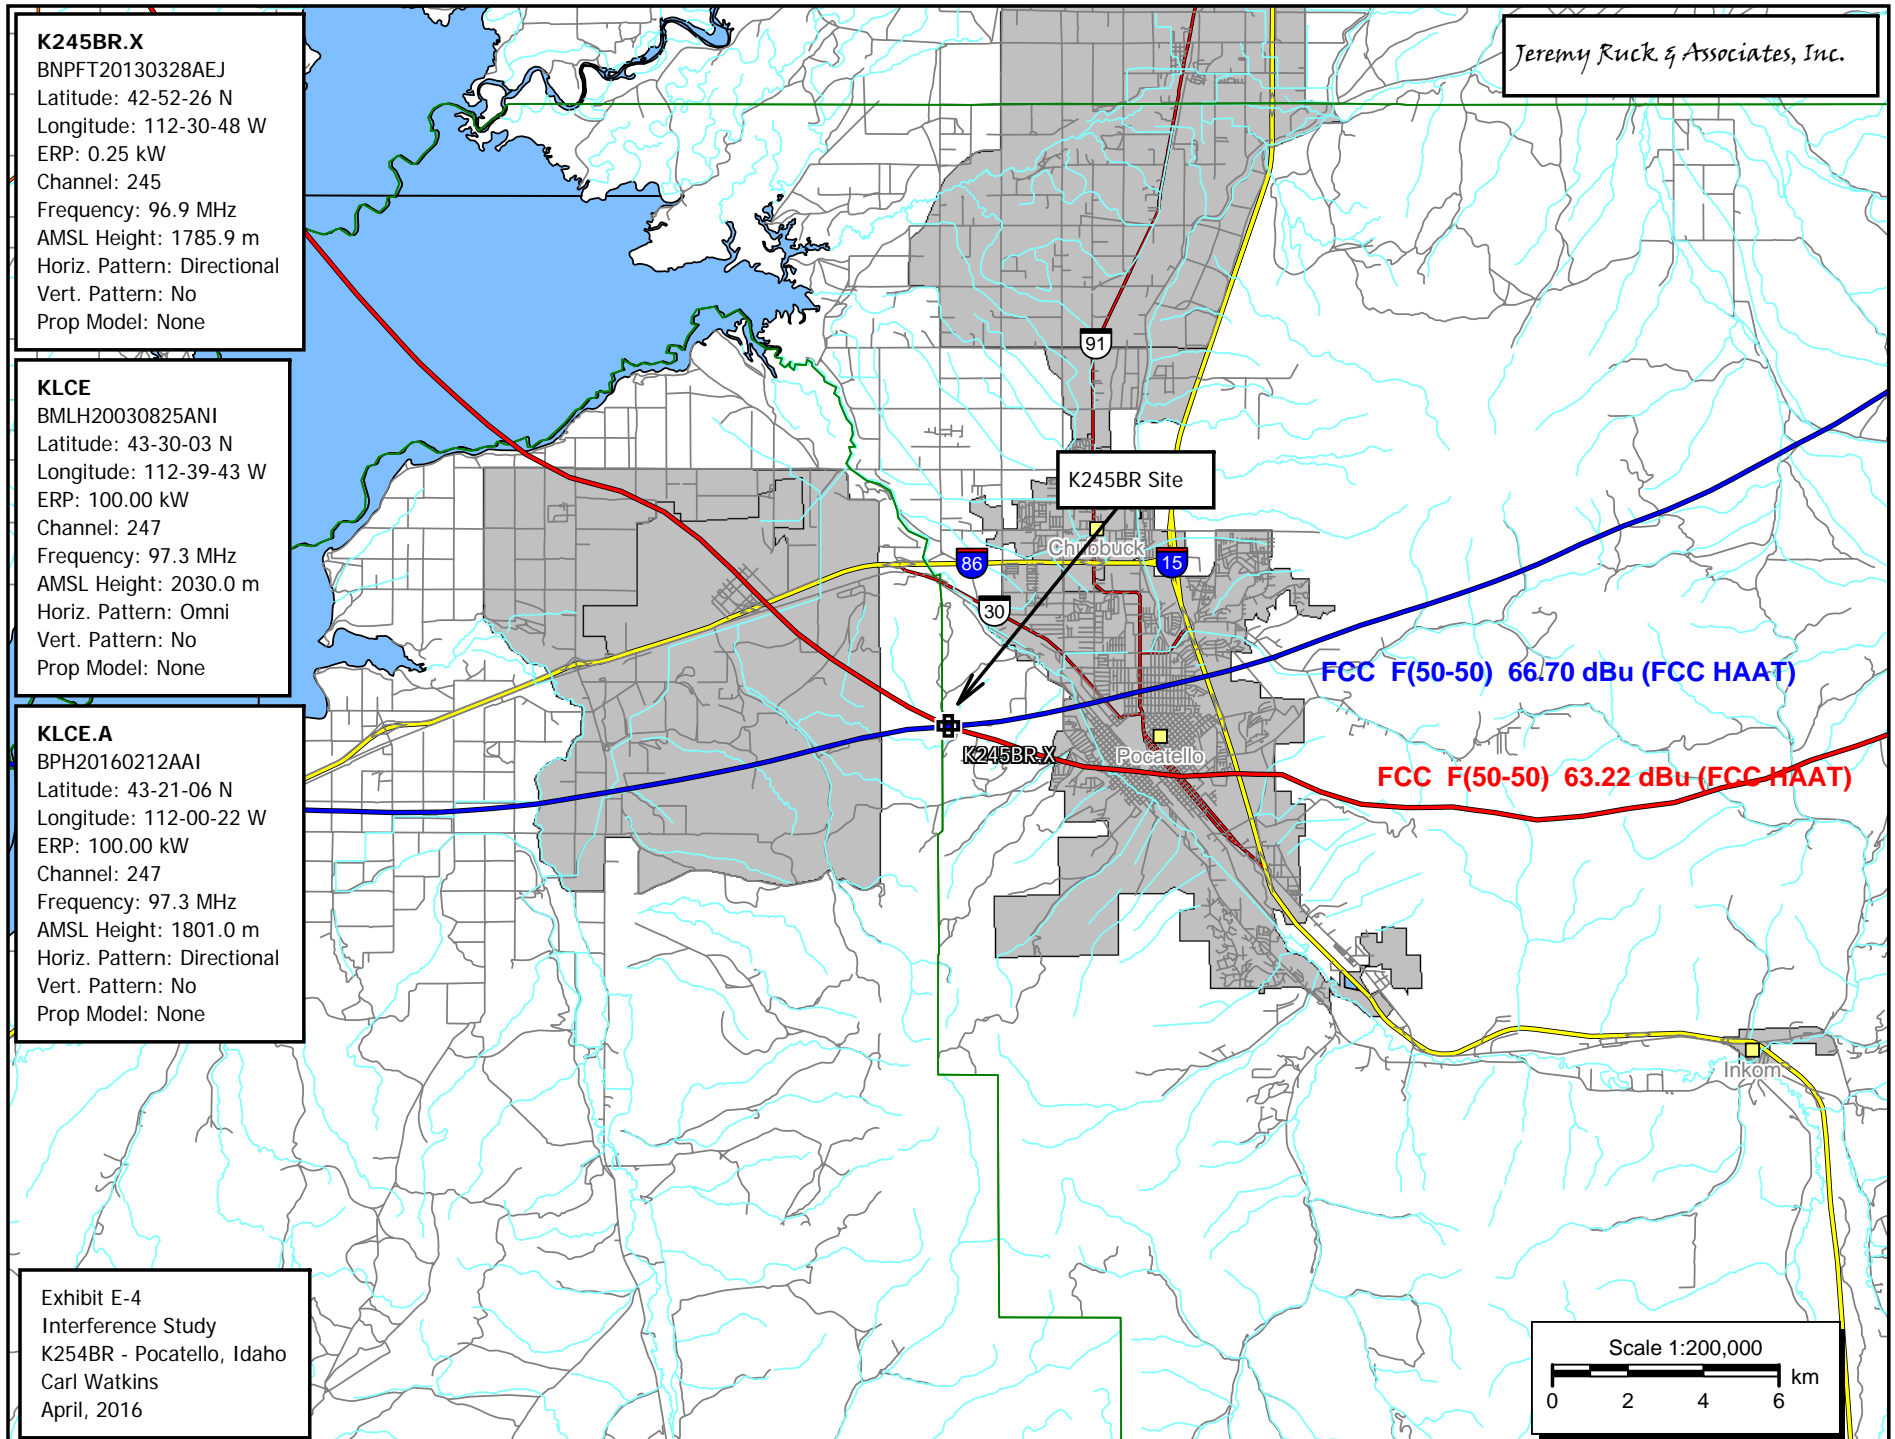 K245BR.X
BNPFT20130328AEJ
Latitude: 42-52-26 N
Longitude: 112-30-48 W
ERP: 0.25 kW
Channel: 245
Frequency: 96.9 MHz
AMSL Height: 1785.9 m
Horiz. Pattern: Directional
Vert. Pattern: No
Prop Model: None
Jeremy Ruck & Associates, Inc.
KLCE
BMLH20030825ANI
Latitude: 43-30-03 N
Longitude: 112-39-43 W
ERP: 100.00 kW
Channel: 247
Frequency: 97.3 MHz
AMSL Height: 2030.0 m
Horiz. Pattern: Omni
Vert. Pattern: No
Prop Model: None
KLCE.A
BPH20160212AAI
Latitude: 43-21-06 N
Longitude: 112-00-22 W
ERP: 100.00 kW
Channel: 247
Frequency: 97.3 MHz
AMSL Height: 1801.0 m
Horiz. Pattern: Directional
Vert. Pattern: No
Prop Model: None
91
K245BR Site
Chubbuck
86
15
30
FCC F(50-50) 66.70 dBu (FCC HAAT)
K245BR.X
Pocatello
FCC F(50-50) 63.22 dBu (FCC HAAT)
Inkom
Exhibit E-4
Interference Study
K254BR - Pocatello, Idaho
Carl Watkins
April, 2016
Scale 1:200,000
km
0 2 4 6